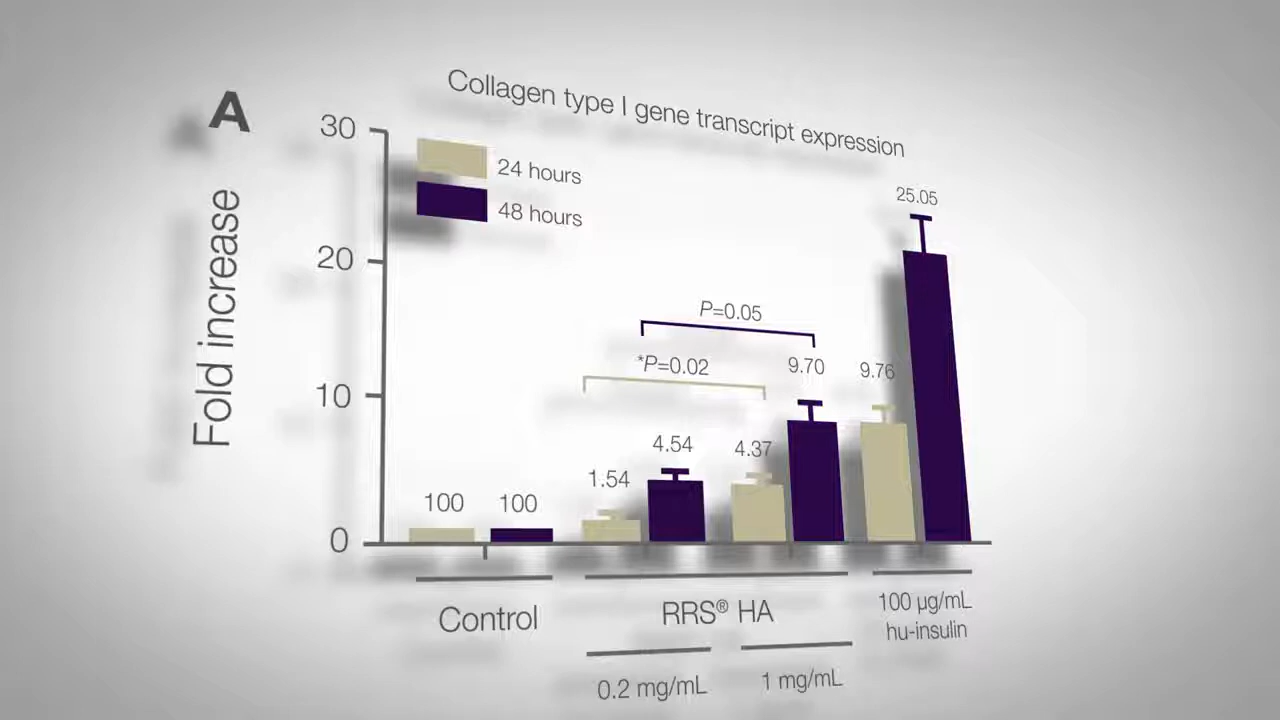 A
Collagen type I gene transcript expression
30
24 hours
48 hours
25.05
20
Fold increase
P=0.05
*P=0.02
9.70
9.76
10
4.54
4.37
1.54
100
100
0
Control
RRS® HA
100 µg/mL
hu-insulin
0.2 mg/mL
1 mg/mL